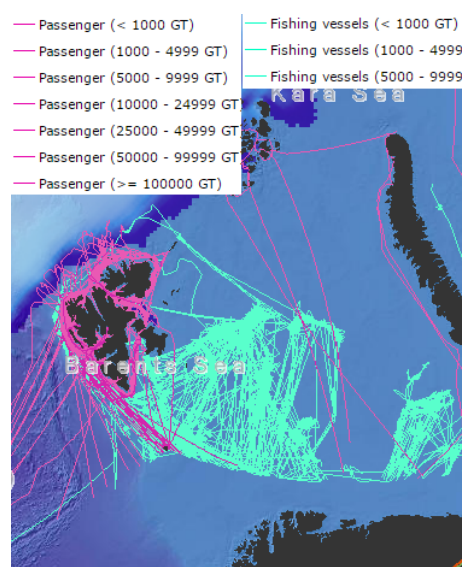 Passenger (< 1000 GT)
Passenger (1000 - 4999 GT)
Passenger (5000 - 9999 GT)
Passenger (10000 - 24999 GT)
Passenger (25000 - 49999 GT)
Passenger (50000 - 99999 GT)
Passenger (>= 100000 GT)
Fishing vessels (< 1000 GT)
Fishing vessels (1000 - 4999
Fishing vessels (5000 - 9999
Kara Sea
Barents Sea